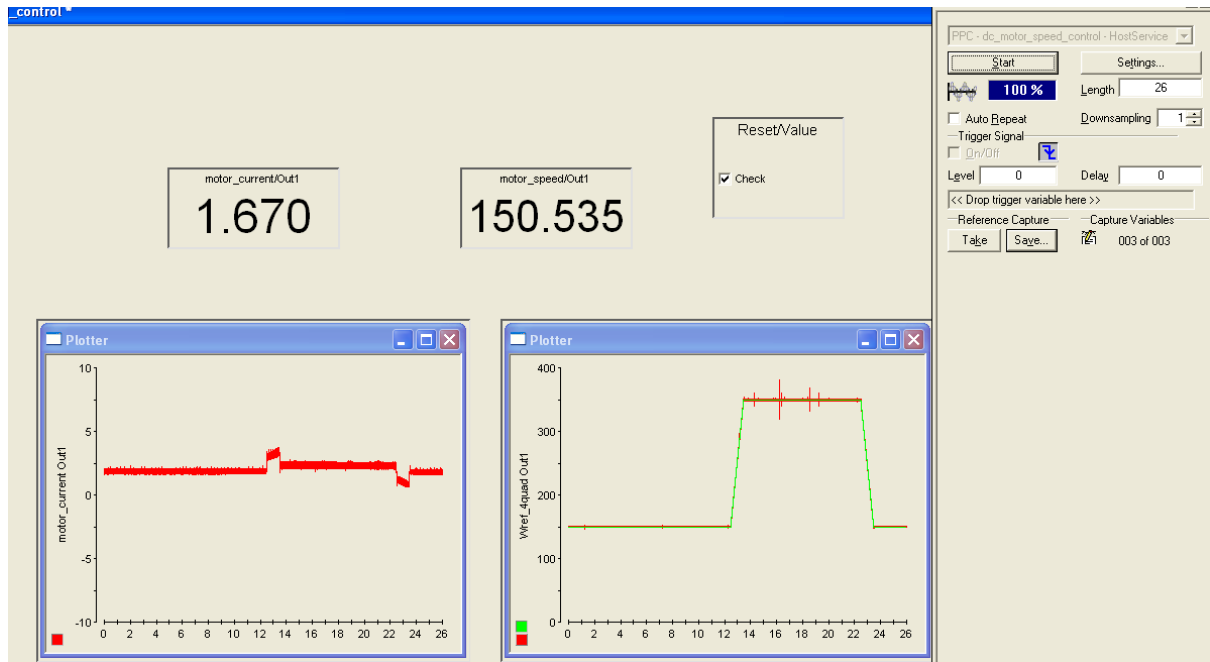 _control *
PPC - dc_motor_speed_control - HostService
Start
Settings...
100 %
Length 26
Auto Repeat
Downsampling 1
Trigger Signal
On/Off
Level 0
Delay 0
<< Drop trigger variable here >>
Reference Capture
Capture Variables
Take
Save...
003 of 003
motor_current/Out1
1.670
motor_speed/Out1
150.535
Reset/Value
Check
Plotter
10
5
0
-5
-10
motor_current Out1
0 2 4 6 8 10 12 14 16 18 20 22 24 26
Plotter
400
300
200
100
0
Wref_4quad Out1
0 2 4 6 8 10 12 14 16 18 20 22 24 26